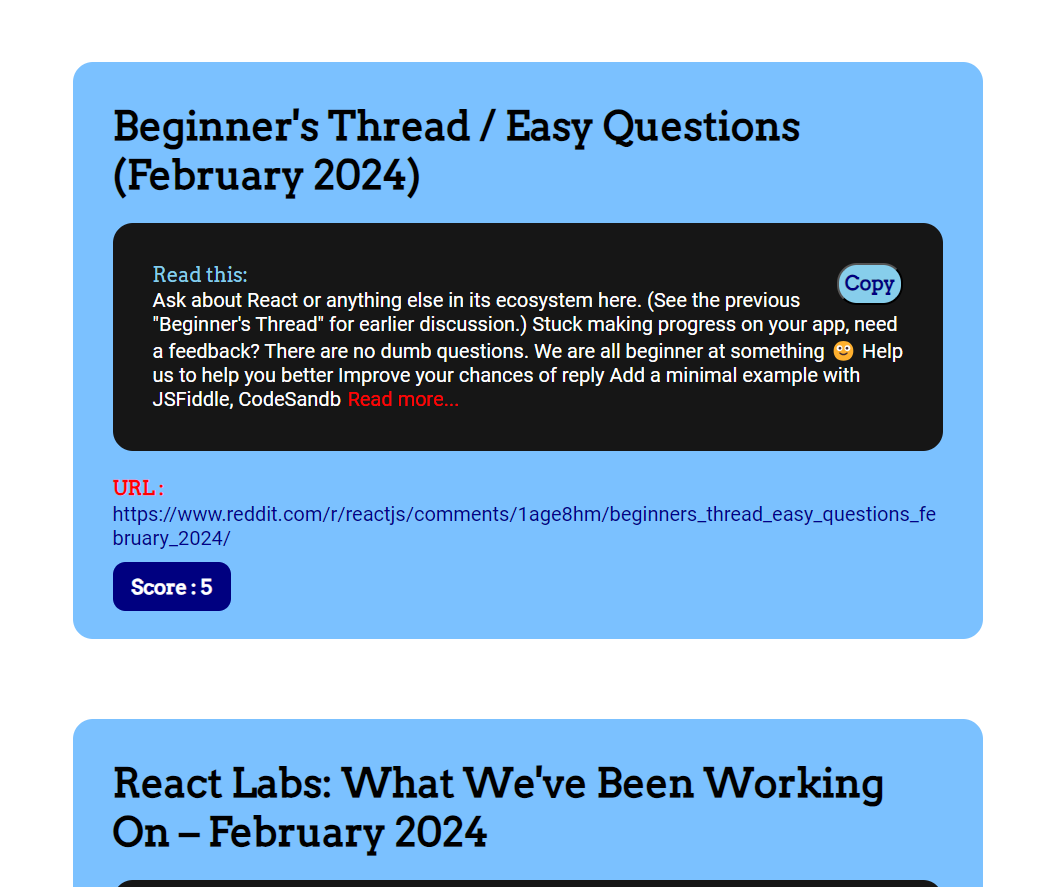 Beginner's Thread / Easy Questions
(February 2024)
Read this:
Copy
Ask about React or anything else in its ecosystem here. (See the previous
"Beginner's Thread" for earlier discussion.) Stuck making progress on your app, need
a feedback? There are no dumb questions. We are all beginner at something 🙂 Help
us to help you better Improve your chances of reply Add a minimal example with
JSFiddle, CodeSandb Read more...
URL :
https://www.reddit.com/r/reactjs/comments/1age8hm/beginners_thread_easy_questions_fe
bruary_2024/
Score : 5
React Labs: What We've Been Working
On – February 2024